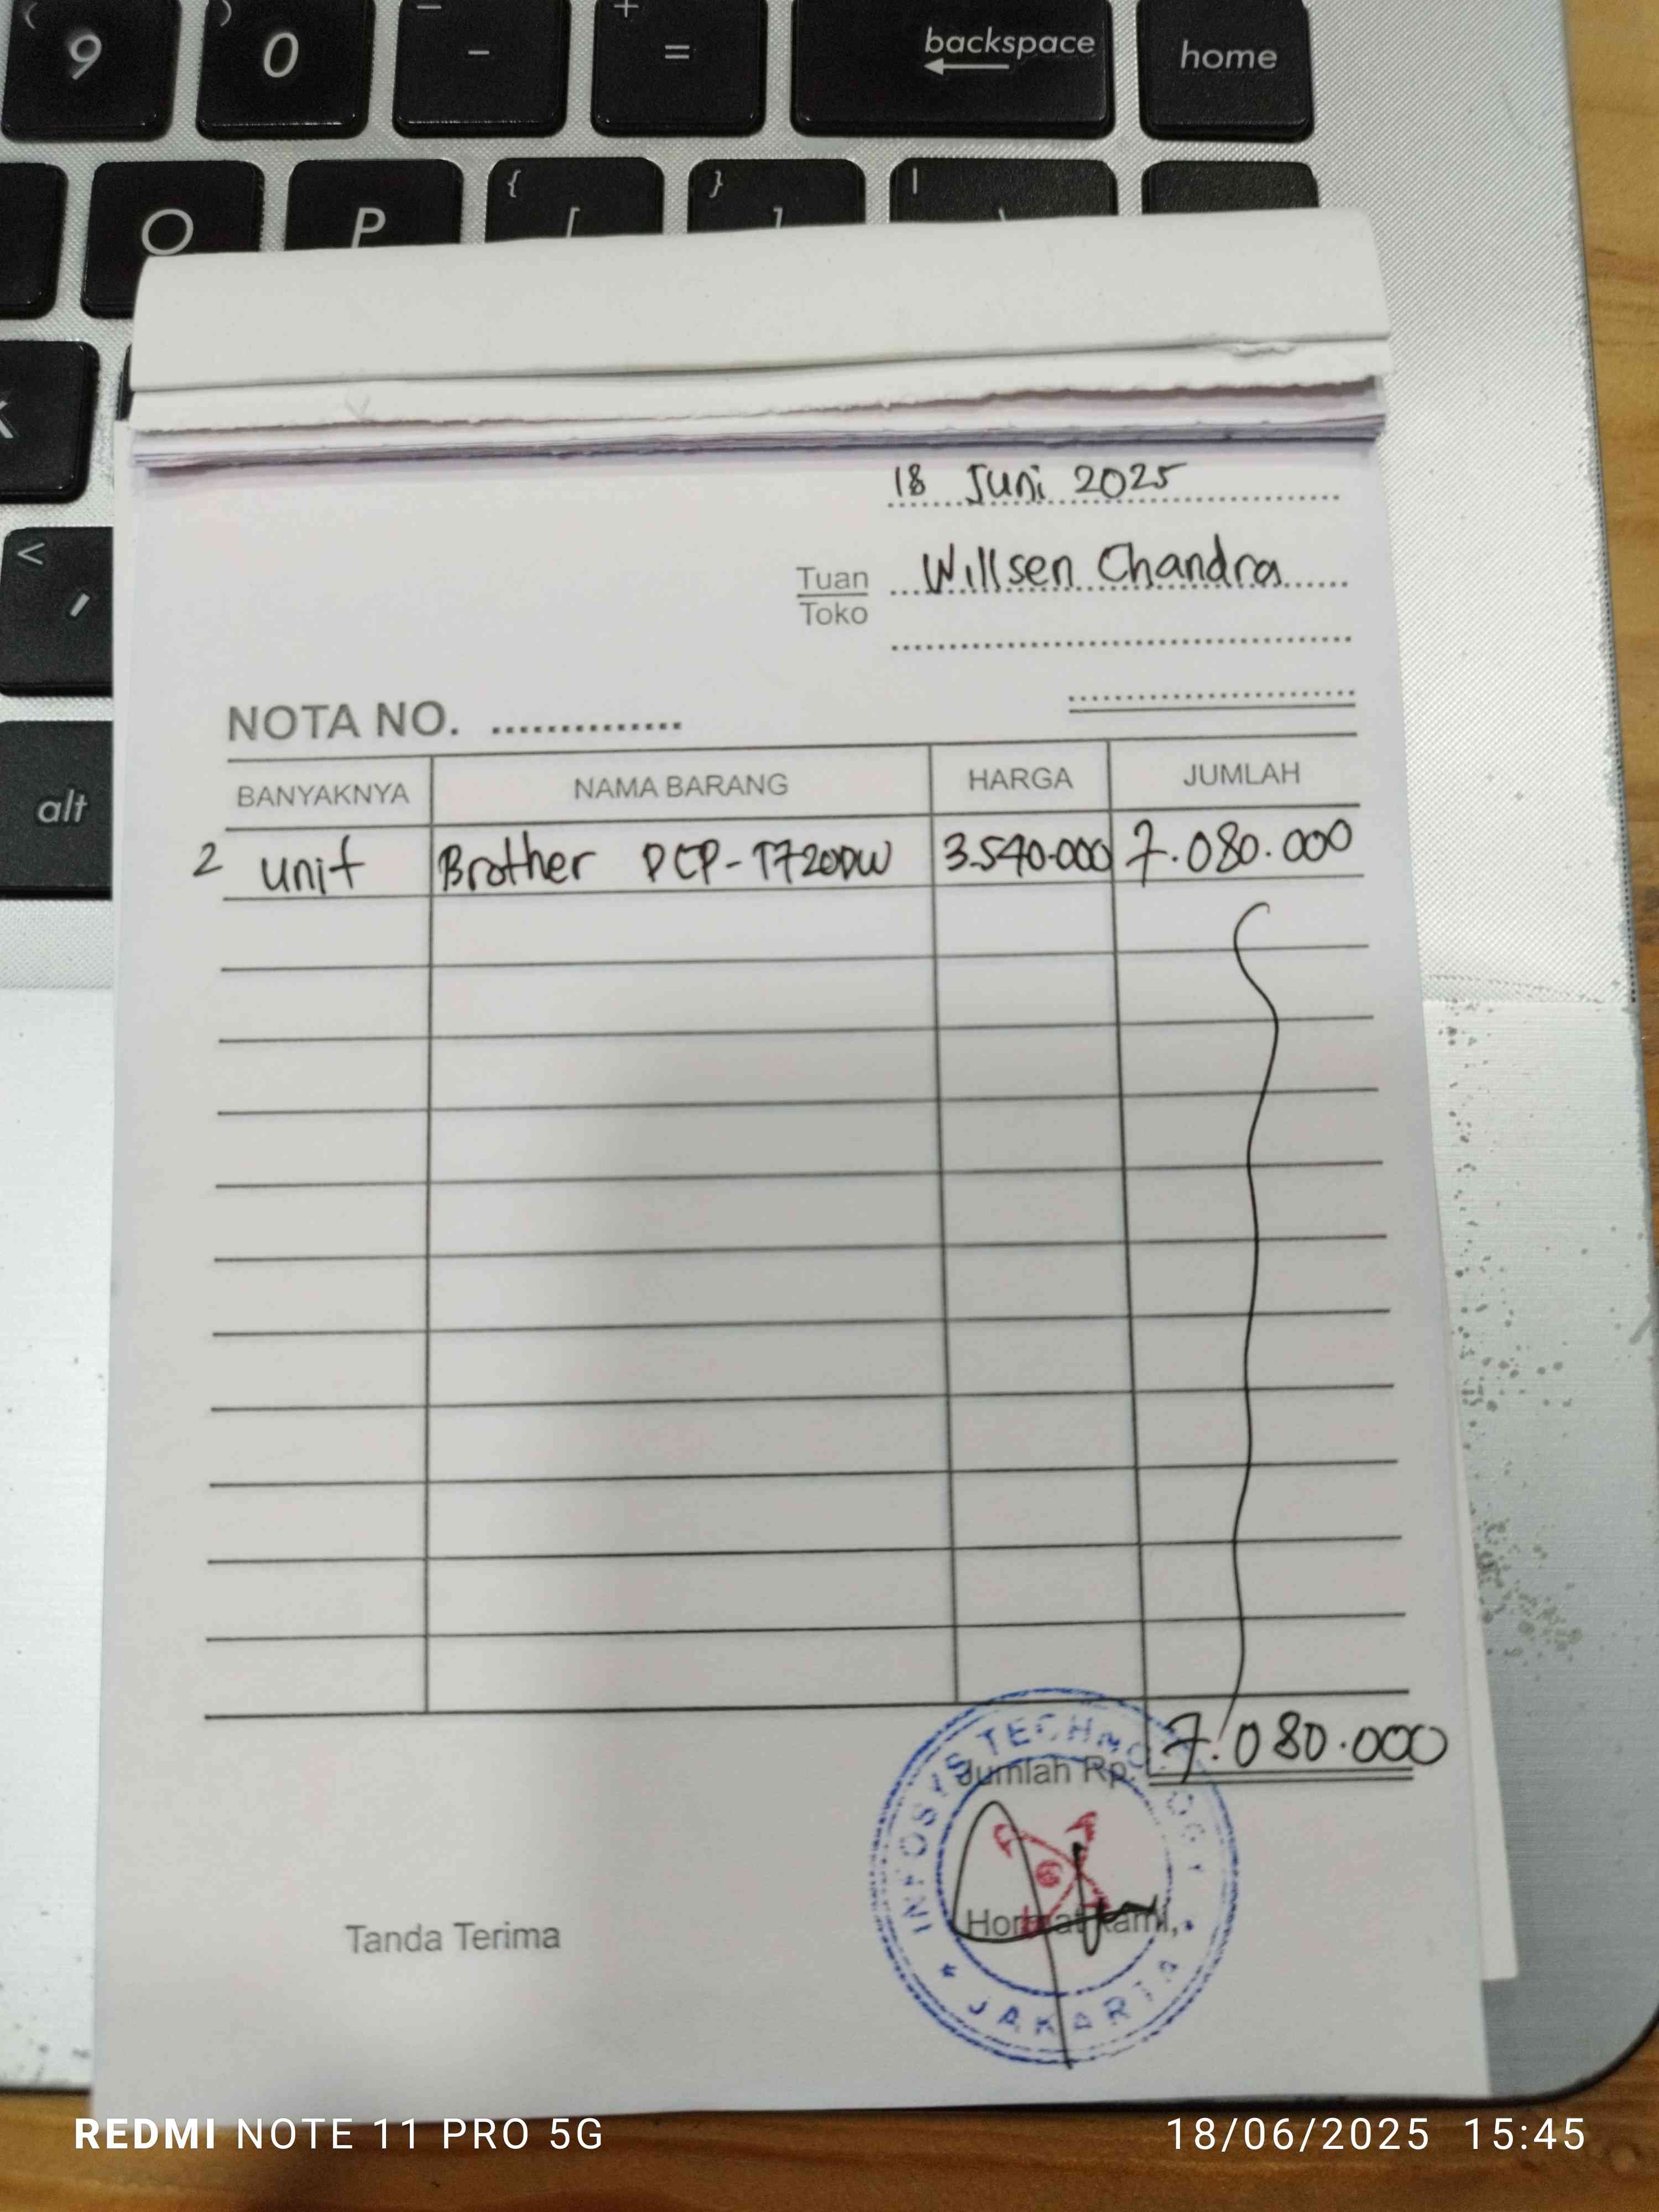 ( 9 ) 0 _ - + = backspace home
O P { [ } ] | \
K
< ,
alt
18 Juni 2025
Tuan Willsen Chandra
Toko
NOTA NO. ..............
BANYAKNYA NAMA BARANG HARGA JUMLAH
2 unit Brother DCP-T720DW 3.540.000 7.080.000
Jumlah Rp. 7.080.000
INFOSYS TECHNOLOGY
Tanda Terima Hormat kami,
* JAKARTA *
REDMI NOTE 11 PRO 5G 18/06/2025 15:45